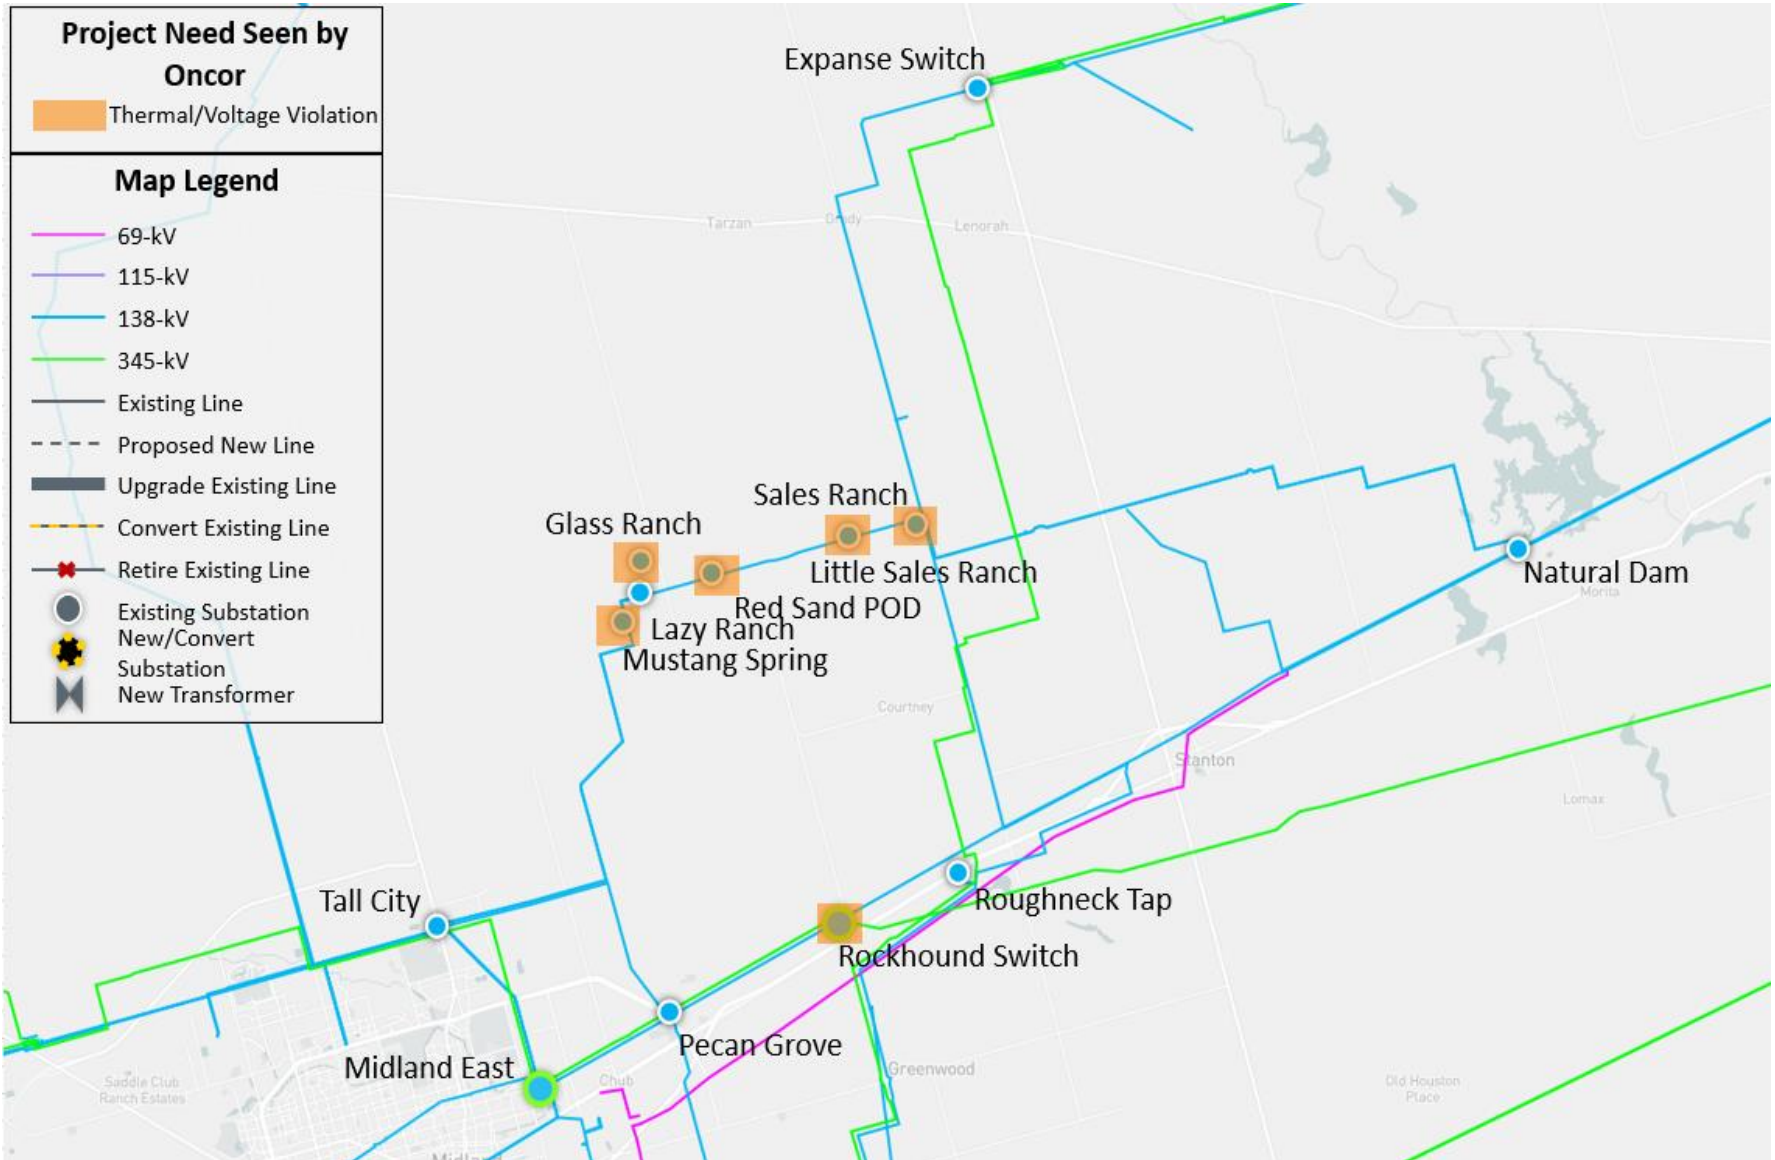 Project Need Seen by
Oncor
Thermal/Voltage Violation
Map Legend
69-kV
115-kV
138-kV
345-kV
Existing Line
Proposed New Line
Upgrade Existing Line
Convert Existing Line
Retire Existing Line
Existing Substation
New/Convert
Substation
New Transformer
Expanse Switch
Tarzan
Grady
Lenorah
Sales Ranch
Glass Ranch
Little Sales Ranch
Natural Dam
Morita
Red Sand POD
Lazy Ranch
Mustang Spring
Courtney
Stanton
Lomax
Tall City
Roughneck Tap
Rockhound Switch
Pecan Grove
Midland East
Greenwood
Chub
Saddle Club
Ranch Estates
Old Houston
Place